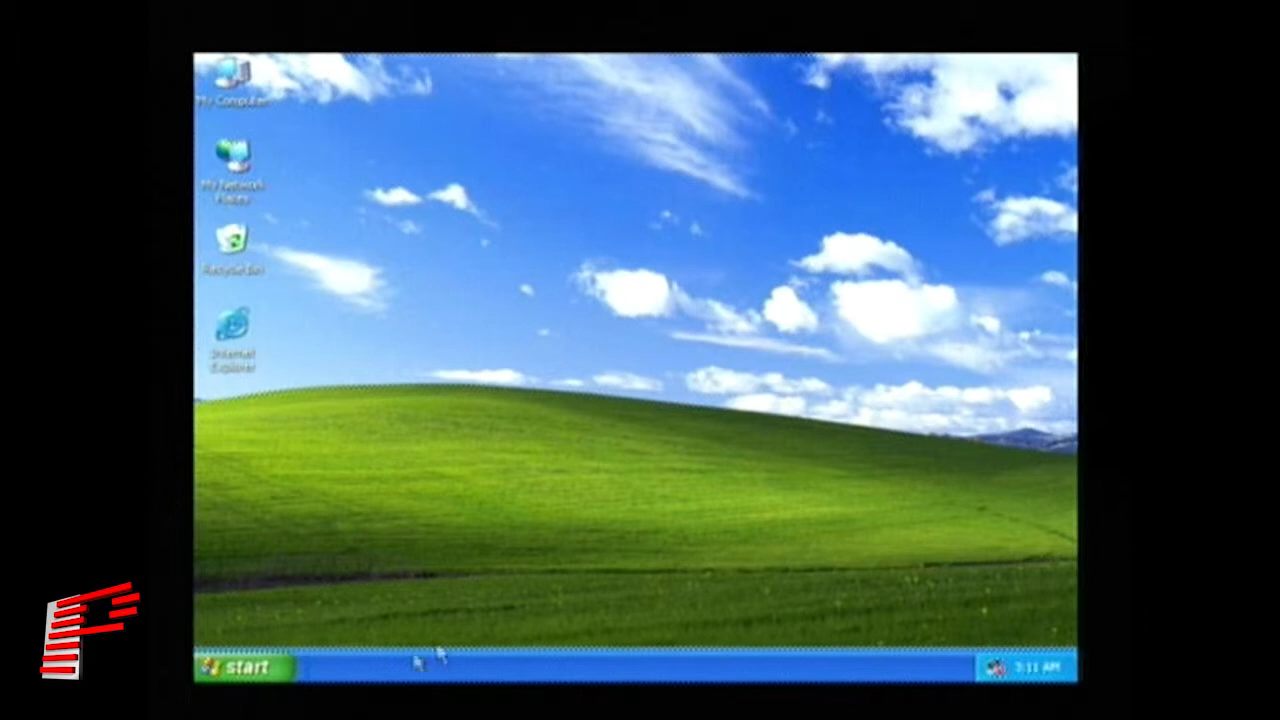 My Computer
My Network
Places
Recycle Bin
Internet
Explorer
start
3:11 AM